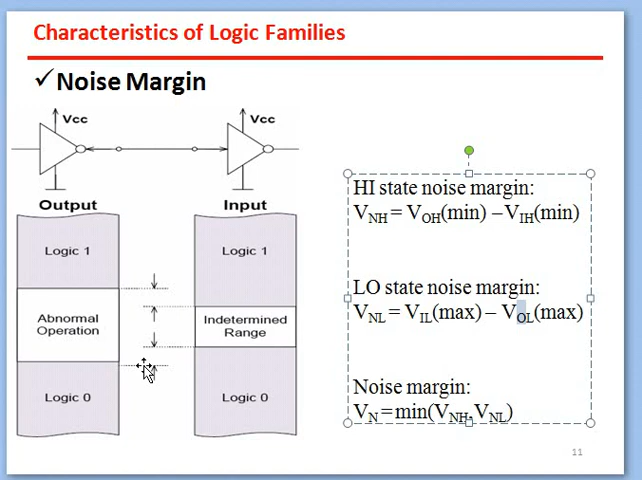 Characteristics of Logic Families
✓Noise Margin
Vcc
Vcc
Output
Input
Logic 1
Logic 1
Abnormal
Operation
Indetermined
Range
Logic 0
Logic 0
HI state noise margin:
V_NH = V_OH(min) – V_IH(min)
LO state noise margin:
V_NL = V_IL(max) – V_OL(max)
Noise margin:
V_N=min(V_NH,V_NL)
11